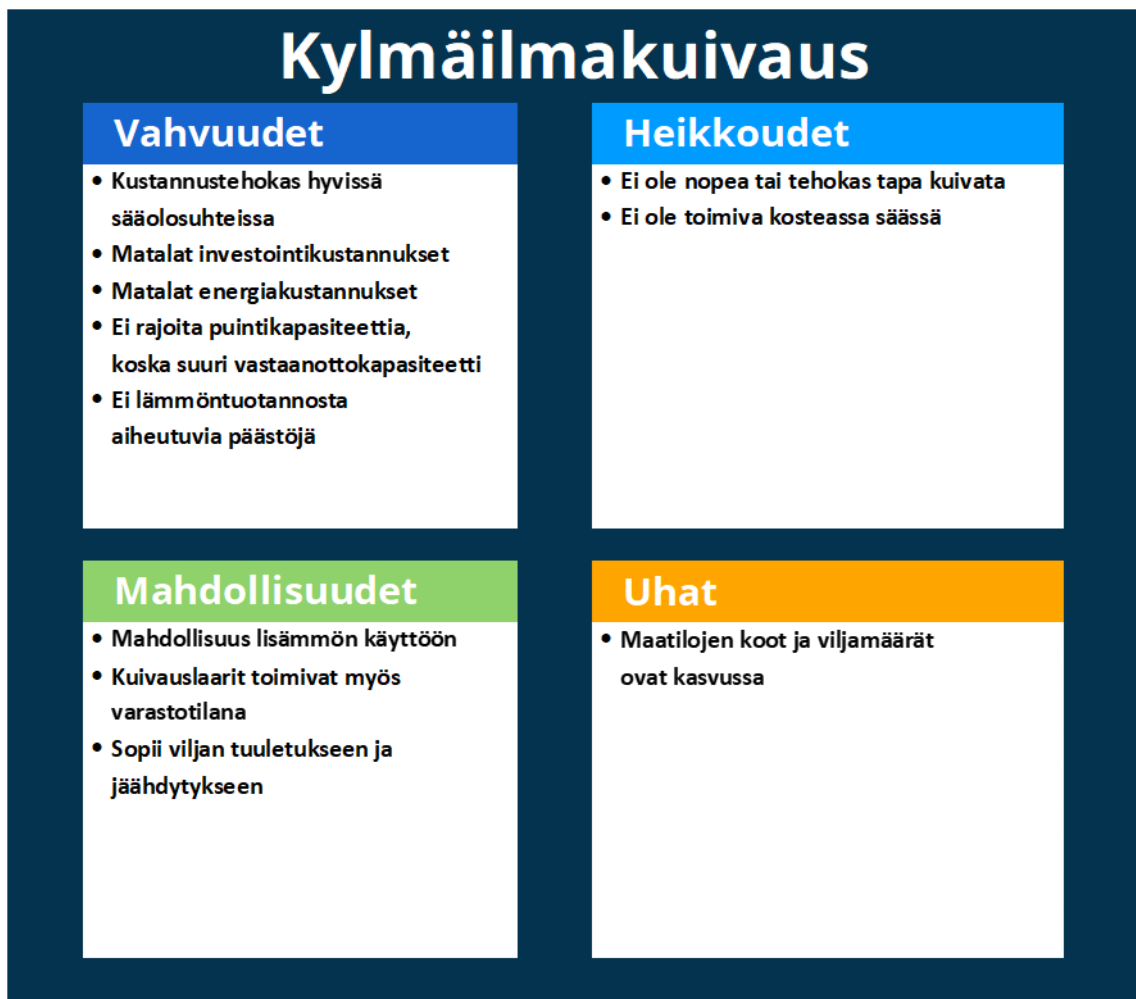 Kylmäilmakuivaus
Vahvuudet
• Kustannustehokas hyvissä
sääolosuhteissa
• Matalat investointikustannukset
• Matalat energiakustannukset
• Ei rajoita puintikapasiteettia,
koska suuri vastaanottokapasiteetti
• Ei lämmöntuotannosta
aiheutuvia päästöjä
Heikkoudet
• Ei ole nopea tai tehokas tapa kuivata
• Ei ole toimiva kosteassa säässä
Mahdollisuudet
• Mahdollisuus lisämmön käyttöön
• Kuivauslaarit toimivat myös
varastotilana
• Sopii viljan tuuletukseen ja
jäähdytykseen
Uhat
• Maatilojen koot ja viljamäärät
ovat kasvussa